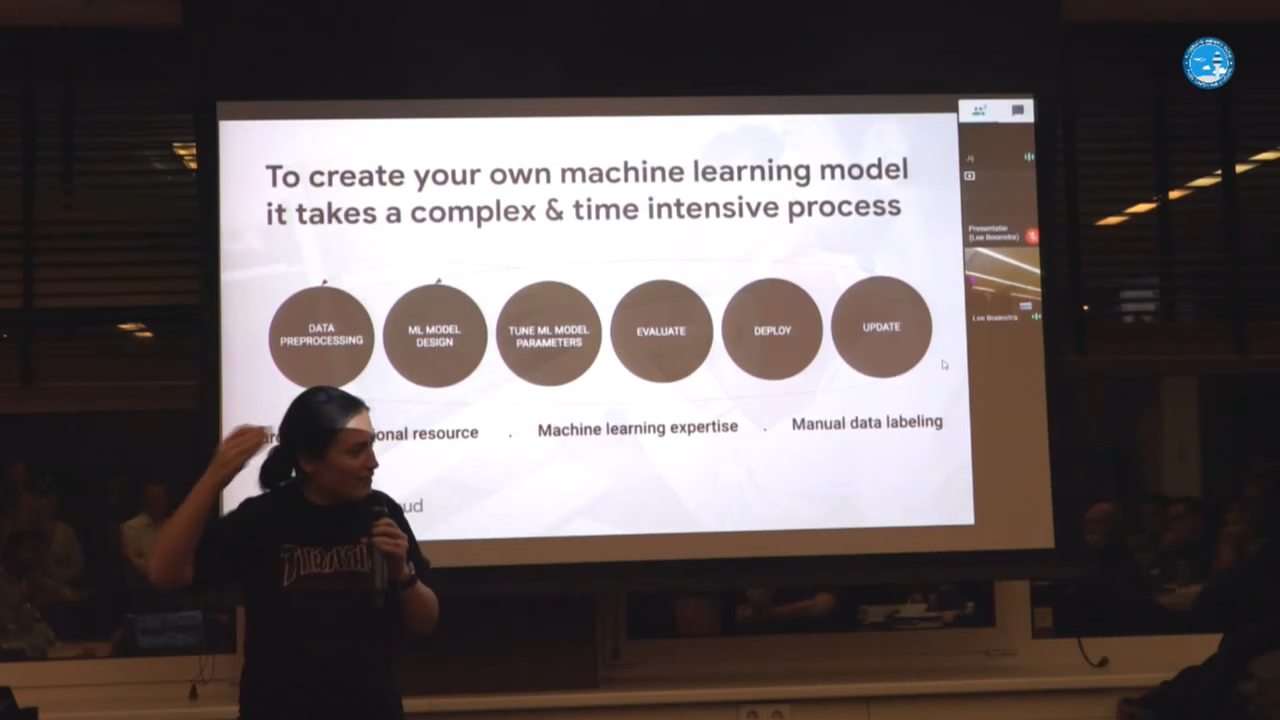 To create your own machine learning model
it takes a complex & time intensive process
DATA
PREPROCESSING
ML MODEL
DESIGN
TUNE ML MODEL
PARAMETERS
EVALUATE
DEPLOY
UPDATE
onal resource . Machine learning expertise . Manual data labeling
ud
Presentatie
(Lee Boonstra)
Lee Boonstra
THRASH